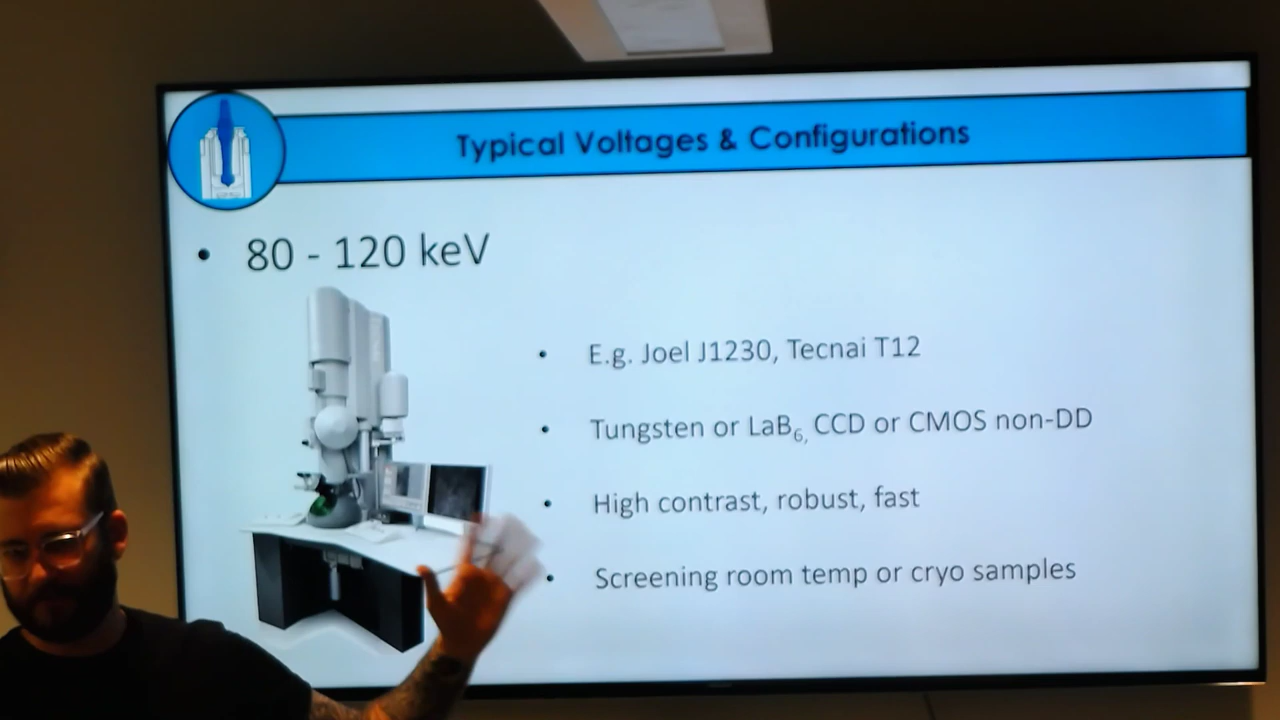 Typical Voltages & Configurations
• 80 - 120 keV
• E.g. Joel J1230, Tecnai T12
• Tungsten or LaB₆, CCD or CMOS non-DD
• High contrast, robust, fast
• Screening room temp or cryo samples